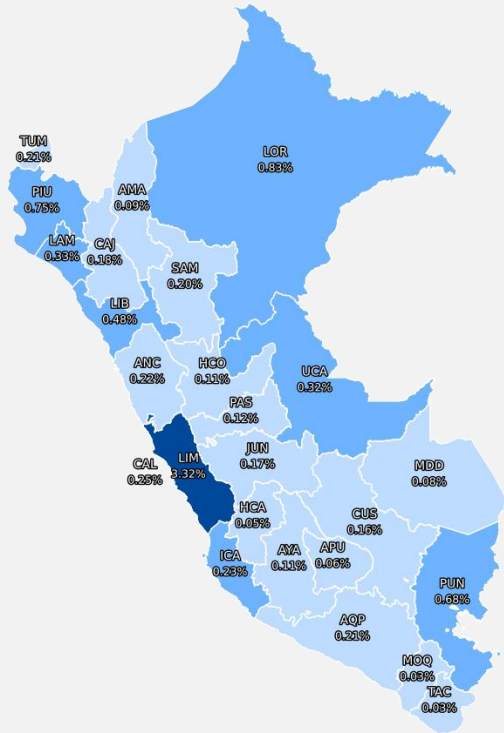 TUM
0.21%
LOR
0.83%
PIU
0.75%
AMA
0.09%
LAM
0.33%
CAJ
0.18%
SAM
0.20%
LIB
0.48%
ANC
0.22%
HCO
0.11%
UCA
0.32%
PAS
0.12%
CAL
0.25%
LIM
3.32%
JUN
0.17%
MDD
0.08%
HCA
0.05%
CUS
0.16%
ICA
0.23%
AYA
0.11%
APU
0.06%
PUN
0.68%
AQP
0.21%
MOQ
0.03%
TAC
0.03%